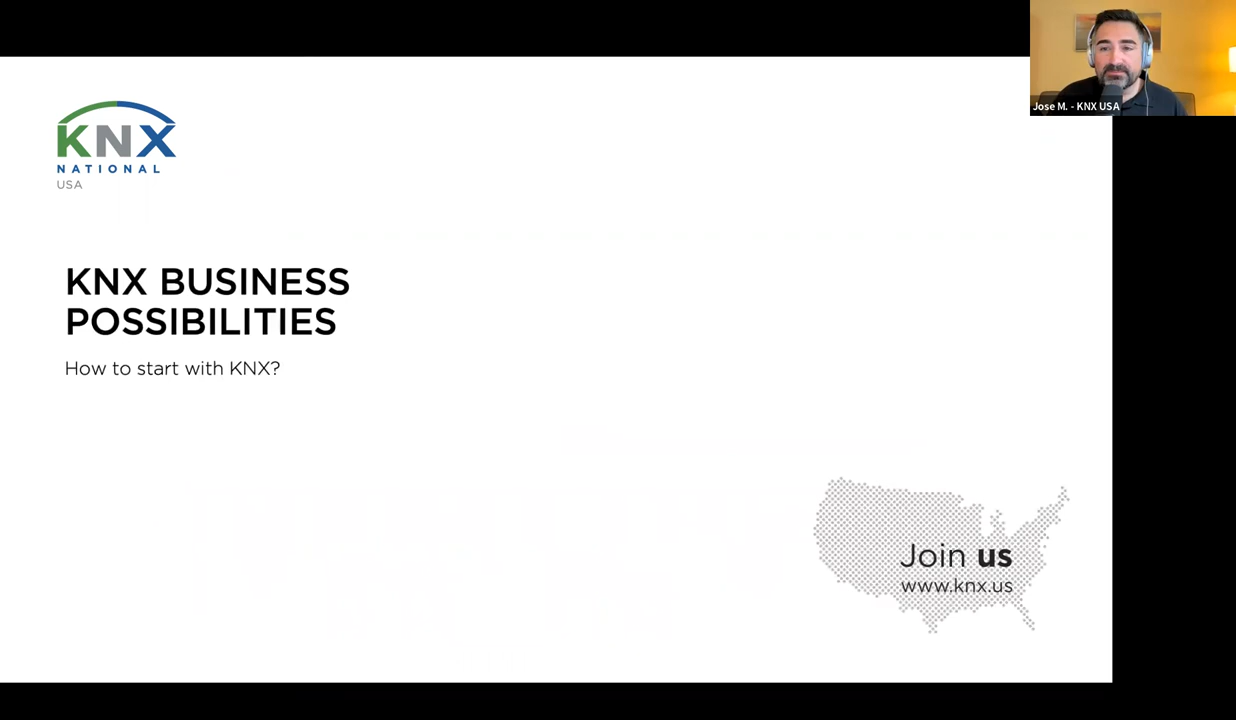 Jose M. - KNX USA
KNX
NATIONAL
USA
KNX BUSINESS
POSSIBILITIES
How to start with KNX?
Join us
www.knx.us